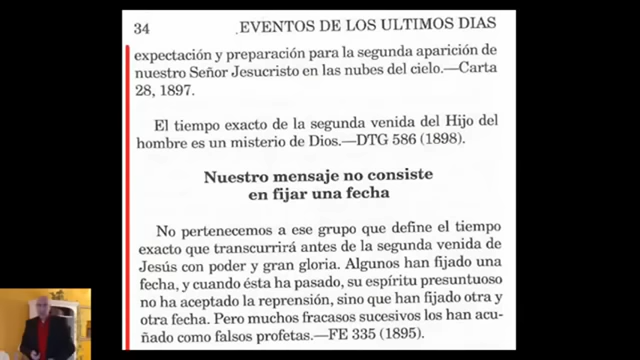 34 EVENTOS DE LOS ULTIMOS DIAS
expectación y preparación para la segunda aparición de
nuestro Señor Jesucristo en las nubes del cielo.—Carta
28, 1897.
El tiempo exacto de la segunda venida del Hijo del
hombre es un misterio de Dios.—DTG 586 (1898).
Nuestro mensaje no consiste
en fijar una fecha
No pertenecemos a ese grupo que define el tiempo
exacto que transcurrirá antes de la segunda venida de
Jesús con poder y gran gloria. Algunos han fijado una
fecha, y cuando ésta ha pasado, su espíritu presuntuoso
no ha aceptado la reprensión, sino que han fijado otra y
otra fecha. Pero muchos fracasos sucesivos los han acu-
ñado como falsos profetas.—FE 335 (1895).